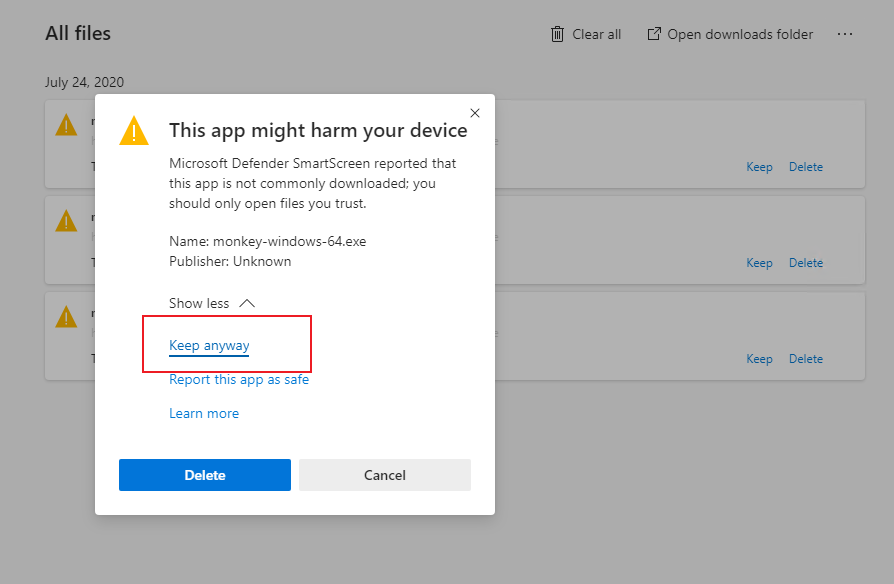 All files
Clear all
Open downloads folder
July 24, 2020
This app might harm your device
Microsoft Defender SmartScreen reported that
this app is not commonly downloaded; you
should only open files you trust.
Name: monkey-windows-64.exe
Publisher: Unknown
Show less
Keep anyway
Report this app as safe
Learn more
Delete
Cancel
Keep
Delete
Keep
Delete
Keep
Delete